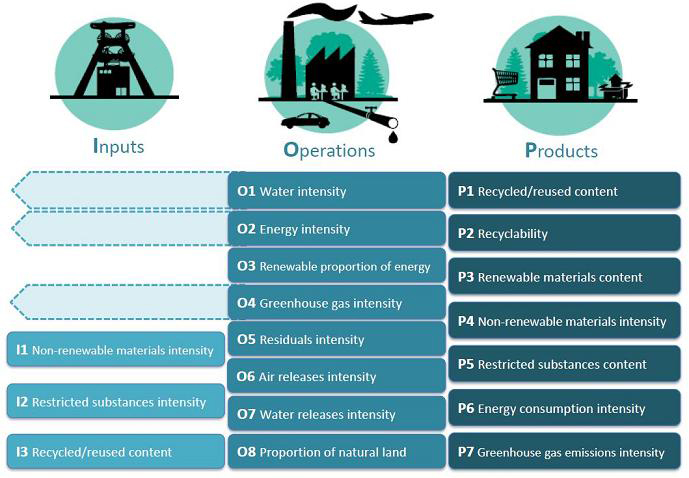 Inputs
Operations
Products
O1 Water intensity
O2 Energy intensity
O3 Renewable proportion of energy
O4 Greenhouse gas intensity
O5 Residuals intensity
O6 Air releases intensity
O7 Water releases intensity
O8 Proportion of natural land
I1 Non-renewable materials intensity
I2 Restricted substances intensity
I3 Recycled/reused content
P1 Recycled/reused content
P2 Recyclability
P3 Renewable materials content
P4 Non-renewable materials intensity
P5 Restricted substances content
P6 Energy consumption intensity
P7 Greenhouse gas emissions intensity